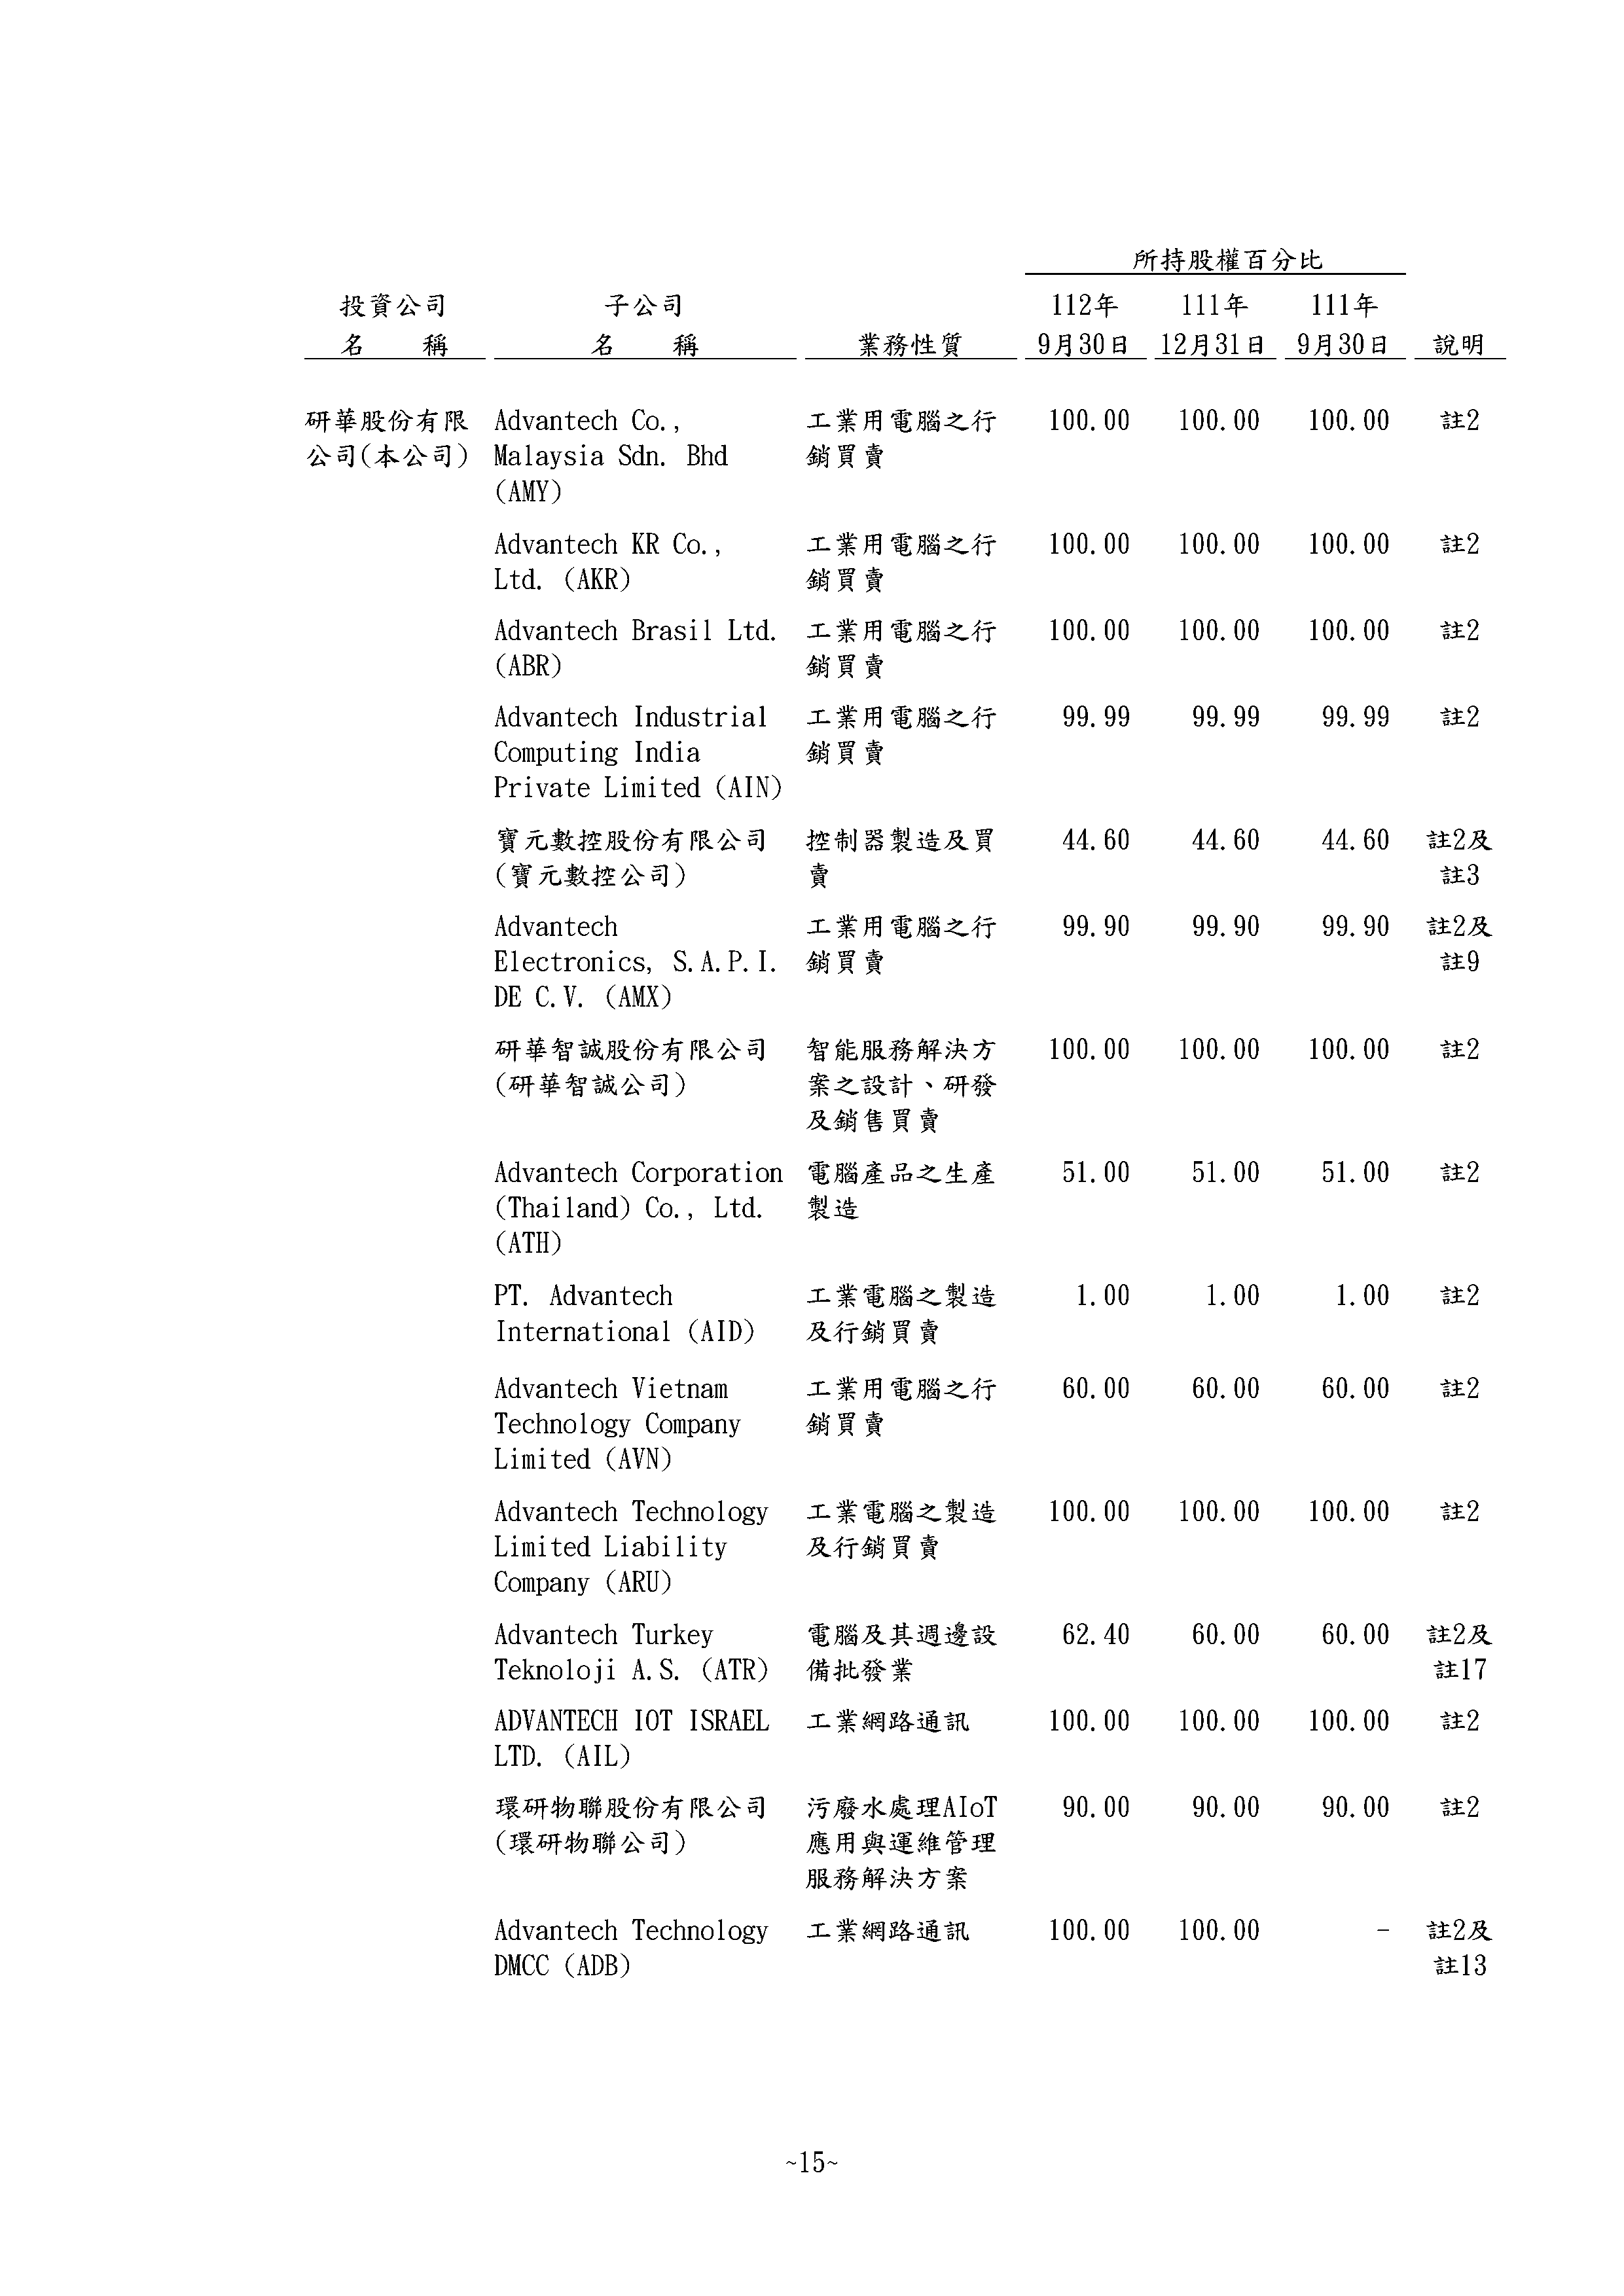 所持股權百分比
投資公司 子公司 112年 111年 111年
名 稱 名 稱 業務性質 9月30日 12月31日 9月30日 說明
研華股份有限 Advantech Co., 工業用電腦之行 100.00 100.00 100.00 註2
公司(本公司) Malaysia Sdn. Bhd 銷買賣
(AMY)
Advantech KR Co., 工業用電腦之行 100.00 100.00 100.00 註2
Ltd. (AKR) 銷買賣
Advantech Brasil Ltd. 工業用電腦之行 100.00 100.00 100.00 註2
(ABR) 銷買賣
Advantech Industrial 工業用電腦之行 99.99 99.99 99.99 註2
Computing India 銷買賣
Private Limited (AIN)
寶元數控股份有限公司 控制器製造及買 44.60 44.60 44.60 註2及
(寶元數控公司) 賣 註3
Advantech 工業用電腦之行 99.90 99.90 99.90 註2及
Electronics, S.A.P.I. 銷買賣 註9
DE C.V. (AMX)
研華智誠股份有限公司 智能服務解決方 100.00 100.00 100.00 註2
(研華智誠公司) 案之設計、研發
及銷售買賣
Advantech Corporation 電腦產品之生產 51.00 51.00 51.00 註2
(Thailand) Co., Ltd. 製造
(ATH)
PT. Advantech 工業電腦之製造 1.00 1.00 1.00 註2
International (AID) 及行銷買賣
Advantech Vietnam 工業用電腦之行 60.00 60.00 60.00 註2
Technology Company 銷買賣
Limited (AVN)
Advantech Technology 工業電腦之製造 100.00 100.00 100.00 註2
Limited Liability 及行銷買賣
Company (ARU)
Advantech Turkey 電腦及其週邊設 62.40 60.00 60.00 註2及
Teknoloji A.S. (ATR) 備批發業 註17
ADVANTECH IOT ISRAEL 工業網路通訊 100.00 100.00 100.00 註2
LTD. (AIL)
環研物聯股份有限公司 污廢水處理AIoT 90.00 90.00 90.00 註2
(環研物聯公司) 應用與運維管理
服務解決方案
Advantech Technology 工業網路通訊 100.00 100.00 - 註2及
DMCC (ADB) 註13
~15~